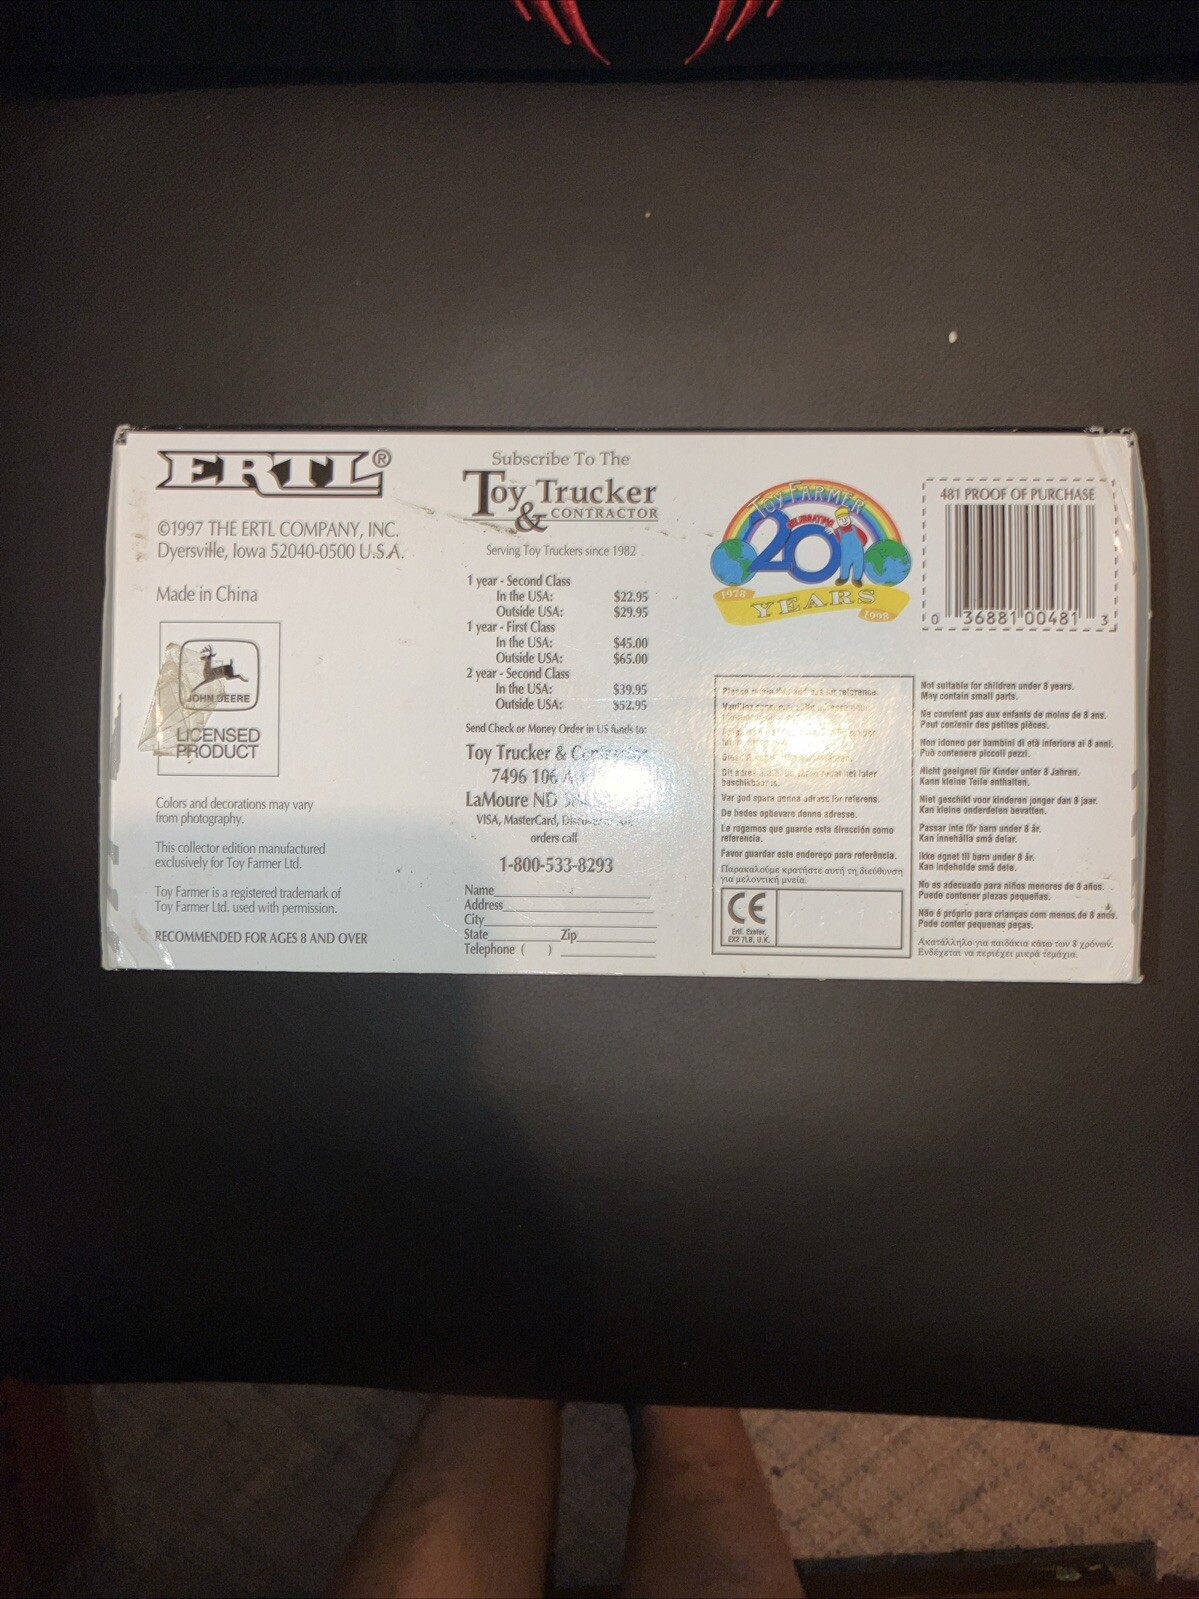 ERTL®
©1997 THE ERTL COMPANY, INC.
Dyersville, Iowa 52040-0500 U.S.A.
Made in China
JOHN DEERE
LICENSED
PRODUCT
Colors and decorations may vary
from photography.
This collector edition manufactured
exclusively for Toy Farmer Ltd.
Toy Farmer is a registered trademark of
Toy Farmer Ltd. used with permission.
RECOMMENDED FOR AGES 8 AND OVER
Subscribe To The
Toy Trucker
& CONTRACTOR
Serving Toy Truckers since 1982
1 year - Second Class
In the USA: $22.95
Outside USA: $29.95
1 year - First Class
In the USA: $45.00
Outside USA: $65.00
2 year - Second Class
In the USA: $39.95
Outside USA: $52.95
Send Check or Money Order in US funds to:
Toy Trucker &
7496 106
LaMoure ND
VISA, MasterCard,
orders call
1-800-533-8293
Name
Address
City
State Zip
Telephone ( )
TOY FARMER
CELEBRATING
20
1978 YEARS 1998
481 PROOF OF PURCHASE
0 36881 00481 3
Please for reference.
Var god spara denna adress för referens.
De bedes opbevare denne adresse.
Le rogamos que guarde esta dirección como
referencia.
Favor guardar este endereço para referência.
Παρακαλούμε κρατήστε αυτή τη διεύθυνση
για μελοντική μνεία.
CE
Ertl, Exeter,
EX2 7LB, U.K.
Not suitable for children under 8 years.
May contain small parts.
Ne convient pas aux enfants de moins de 8 ans.
Peut contenir des petites pièces.
Non idoneo per bambini di età inferiore ai 8 anni.
Può contenere piccoli pezzi.
Nicht geeignet für Kinder unter 8 Jahren.
Kann kleine Teile enthalten.
Niet geschikt voor kinderen jonger dan 8 jaar.
Kan kleine onderdelen bevatten.
Passar inte för barn under 8 år.
Kan innehålla små delar.
Ikke egnet til børn under 8 år.
Kan indeholde små dele.
No es adecuado para niños menores de 8 años.
Puede contener piezas pequeñas.
Não é próprio para crianças com menos de 8 anos.
Pode conter pequenas peças.
Ακατάλληλο για παιδάκια κάτω των 8 χρόνων.
Ενδέχεται να περιέχει μικρά τεμάχια.